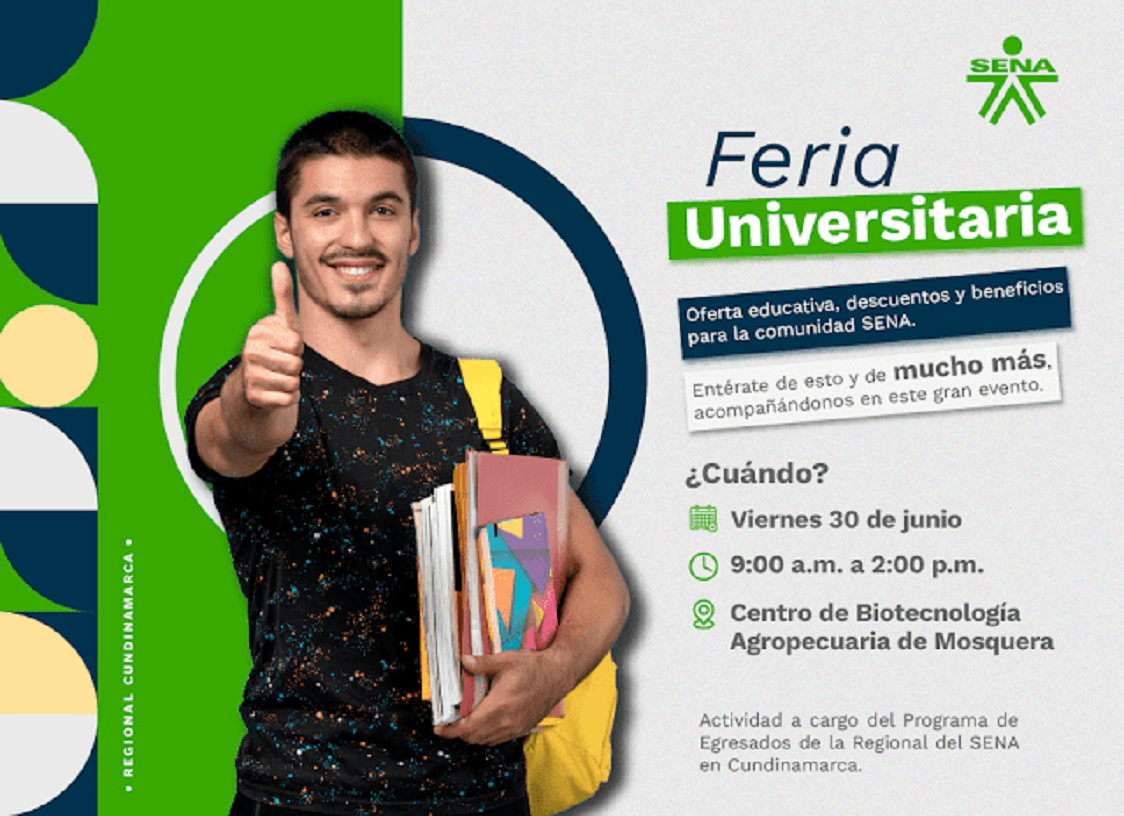 SENA
Feria
Universitaria
Oferta educativa, descuentos y beneficios
para la comunidad SENA.
Entérate de esto y de mucho más,
acompañándonos en este gran evento.
¿Cuándo?
Viernes 30 de junio
9:00 a.m. a 2:00 p.m.
Centro de Biotecnología
Agropecuaria de Mosquera
Actividad a cargo del Programa de
Egresados de la Regional del SENA
en Cundinamarca.
• REGIONAL CUNDINAMARCA •